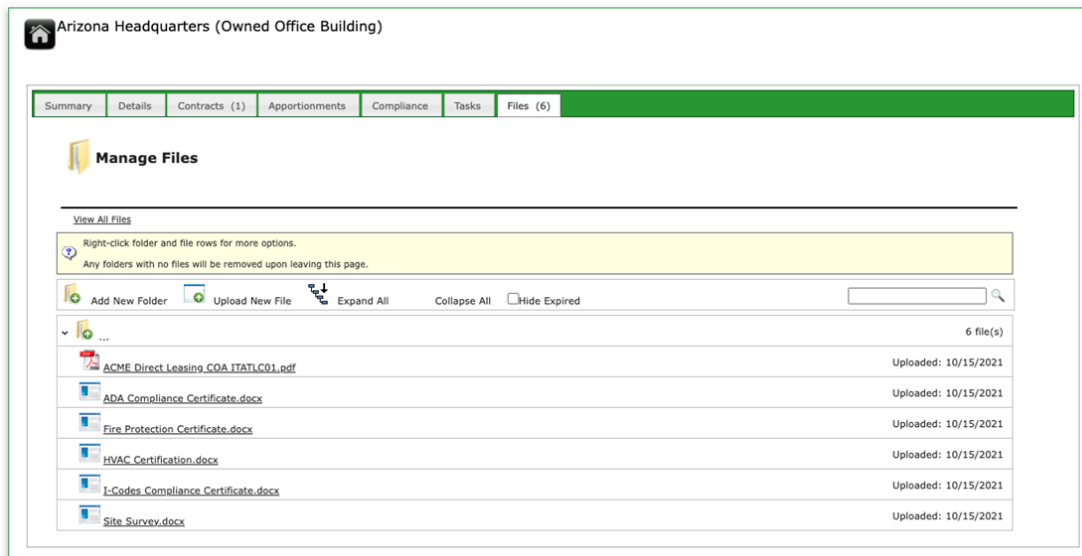 Arizona Headquarters (Owned Office Building)
Summary Details Contracts (1) Apportionments Compliance Tasks Files (6)
Manage Files
View All Files
Right-click folder and file rows for more options.
Any folders with no files will be removed upon leaving this page.
Add New Folder Upload New File Expand All Collapse All Hide Expired
... 6 file(s)
ACME Direct Leasing COA ITATLC01.pdf Uploaded: 10/15/2021
ADA Compliance Certificate.docx Uploaded: 10/15/2021
Fire Protection Certificate.docx Uploaded: 10/15/2021
HVAC Certification.docx Uploaded: 10/15/2021
I-Codes Compliance Certificate.docx Uploaded: 10/15/2021
Site Survey.docx Uploaded: 10/15/2021